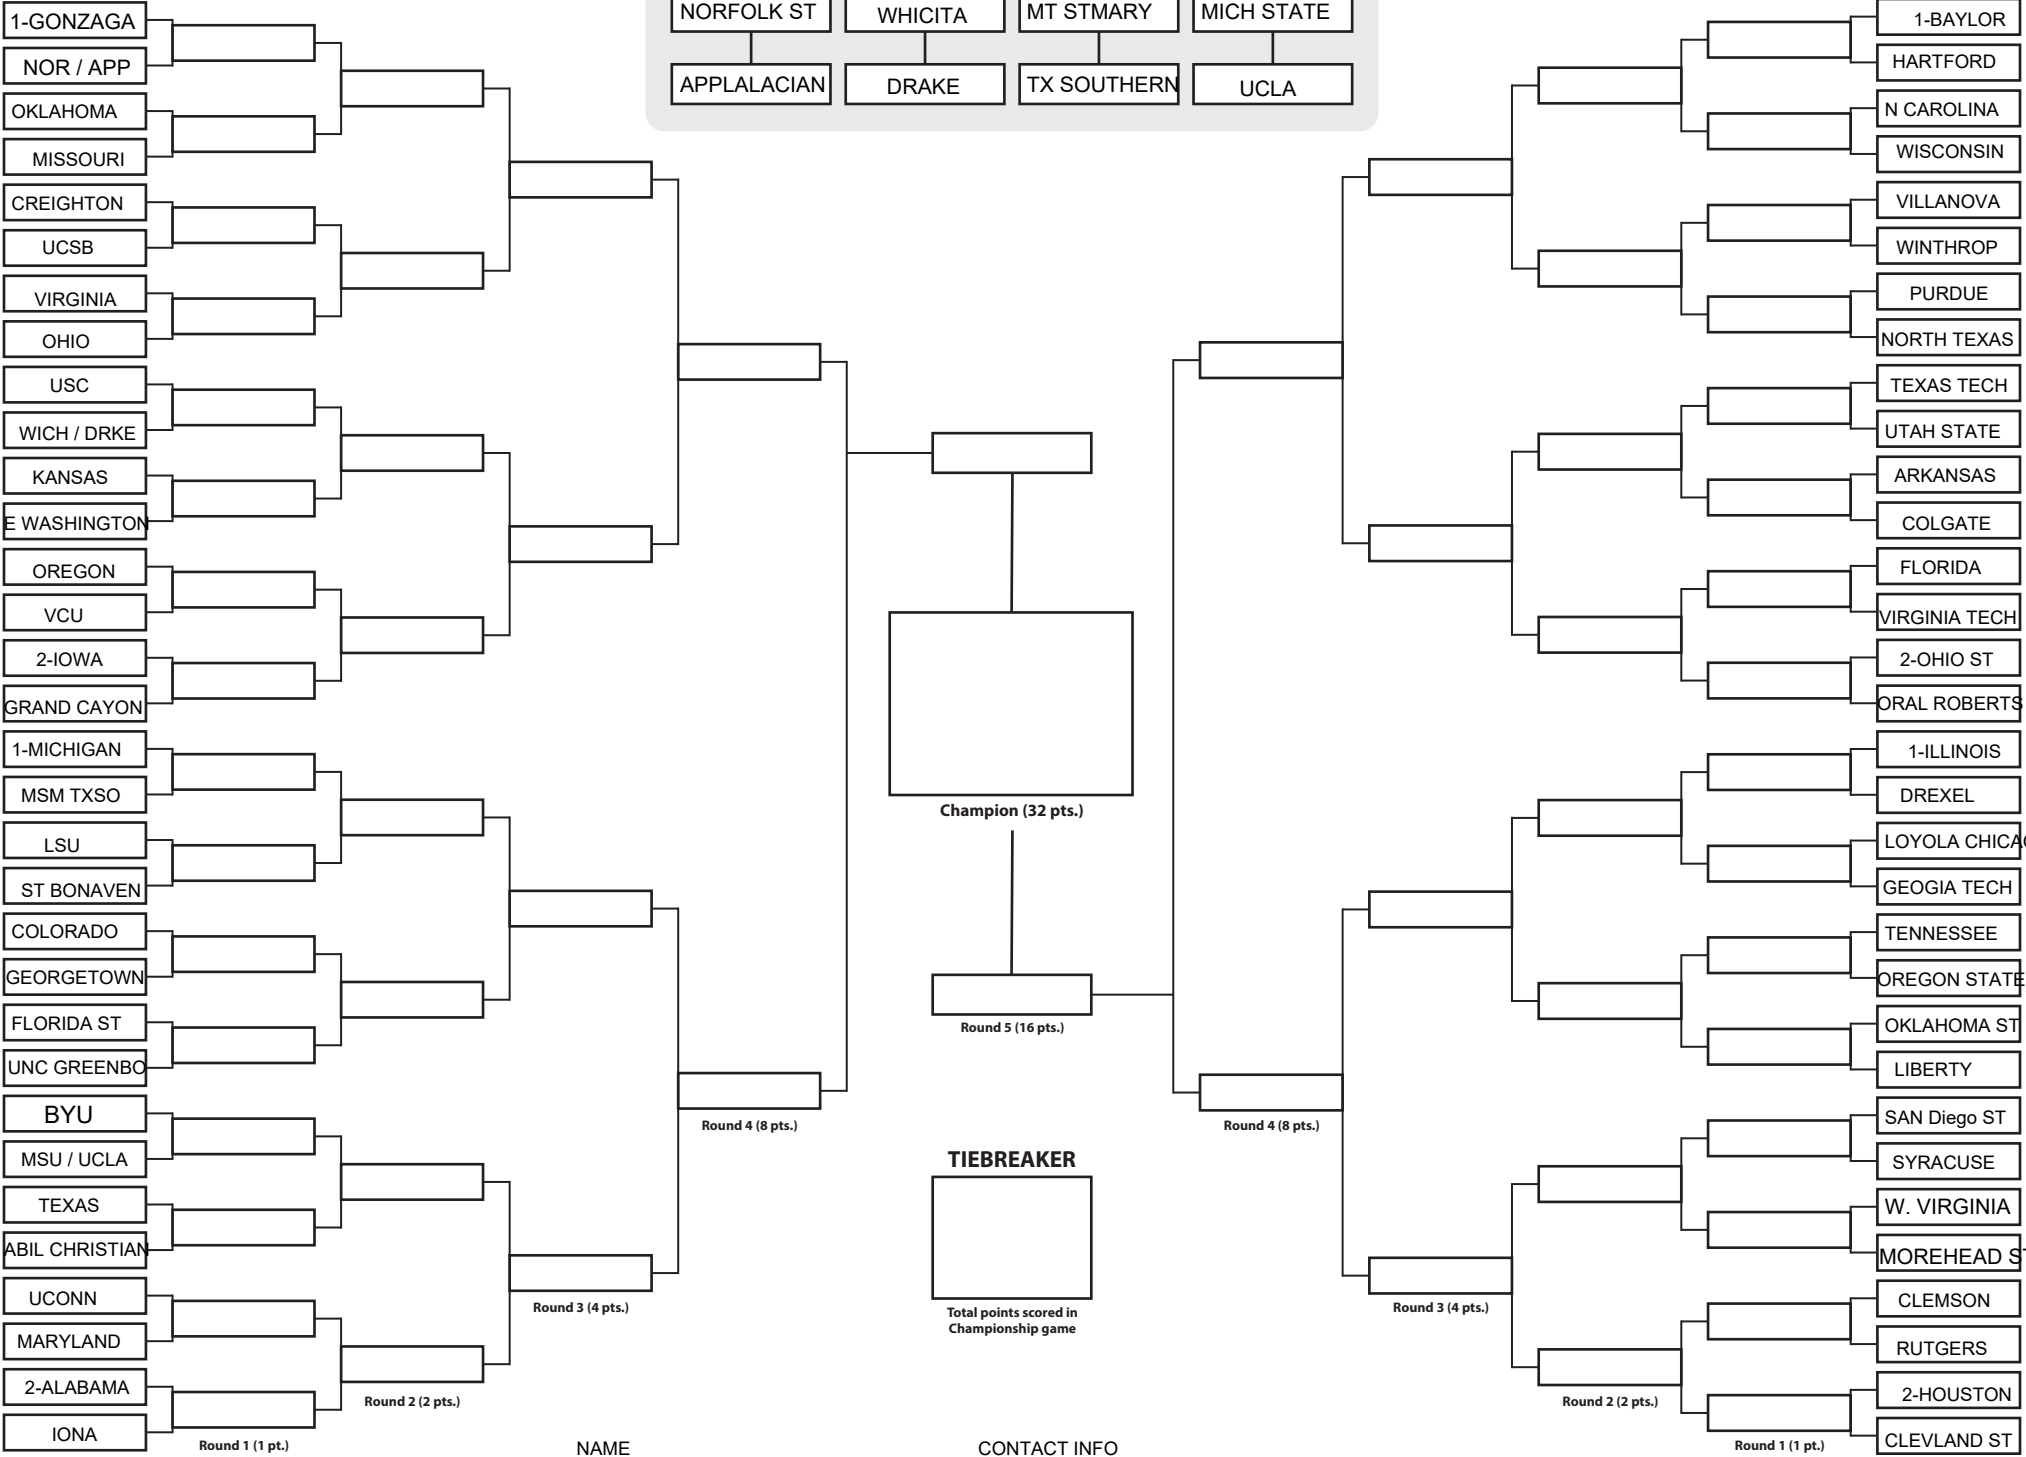 NORFOLK ST
WHICITA
MT STMARY
MICH STATE
APPLALACIAN
DRAKE
TX SOUTHERN
UCLA
1-GONZAGA
NOR / APP
OKLAHOMA
MISSOURI
CREIGHTON
UCSB
VIRGINIA
OHIO
USC
WICH / DRKE
KANSAS
E WASHINGTON
OREGON
VCU
2-IOWA
GRAND CAYON
1-MICHIGAN
MSM TXSO
LSU
ST BONAVEN
COLORADO
GEORGETOWN
FLORIDA ST
UNC GREENBO
BYU
MSU / UCLA
TEXAS
ABIL CHRISTIAN
UCONN
MARYLAND
2-ALABAMA
IONA
Round 1 (1 pt.)
Round 2 (2 pts.)
Round 3 (4 pts.)
Round 4 (8 pts.)
Champion (32 pts.)
Round 5 (16 pts.)
TIEBREAKER
Total points scored in
Championship game
NAME
CONTACT INFO
Round 4 (8 pts.)
Round 3 (4 pts.)
Round 2 (2 pts.)
Round 1 (1 pt.)
1-BAYLOR
HARTFORD
N CAROLINA
WISCONSIN
VILLANOVA
WINTHROP
PURDUE
NORTH TEXAS
TEXAS TECH
UTAH STATE
ARKANSAS
COLGATE
FLORIDA
VIRGINIA TECH
2-OHIO ST
ORAL ROBERTS
1-ILLINOIS
DREXEL
LOYOLA CHICA
GEOGIA TECH
TENNESSEE
OREGON STATE
OKLAHOMA ST
LIBERTY
SAN Diego ST
SYRACUSE
W. VIRGINIA
MOREHEAD ST
CLEMSON
RUTGERS
2-HOUSTON
CLEVLAND ST